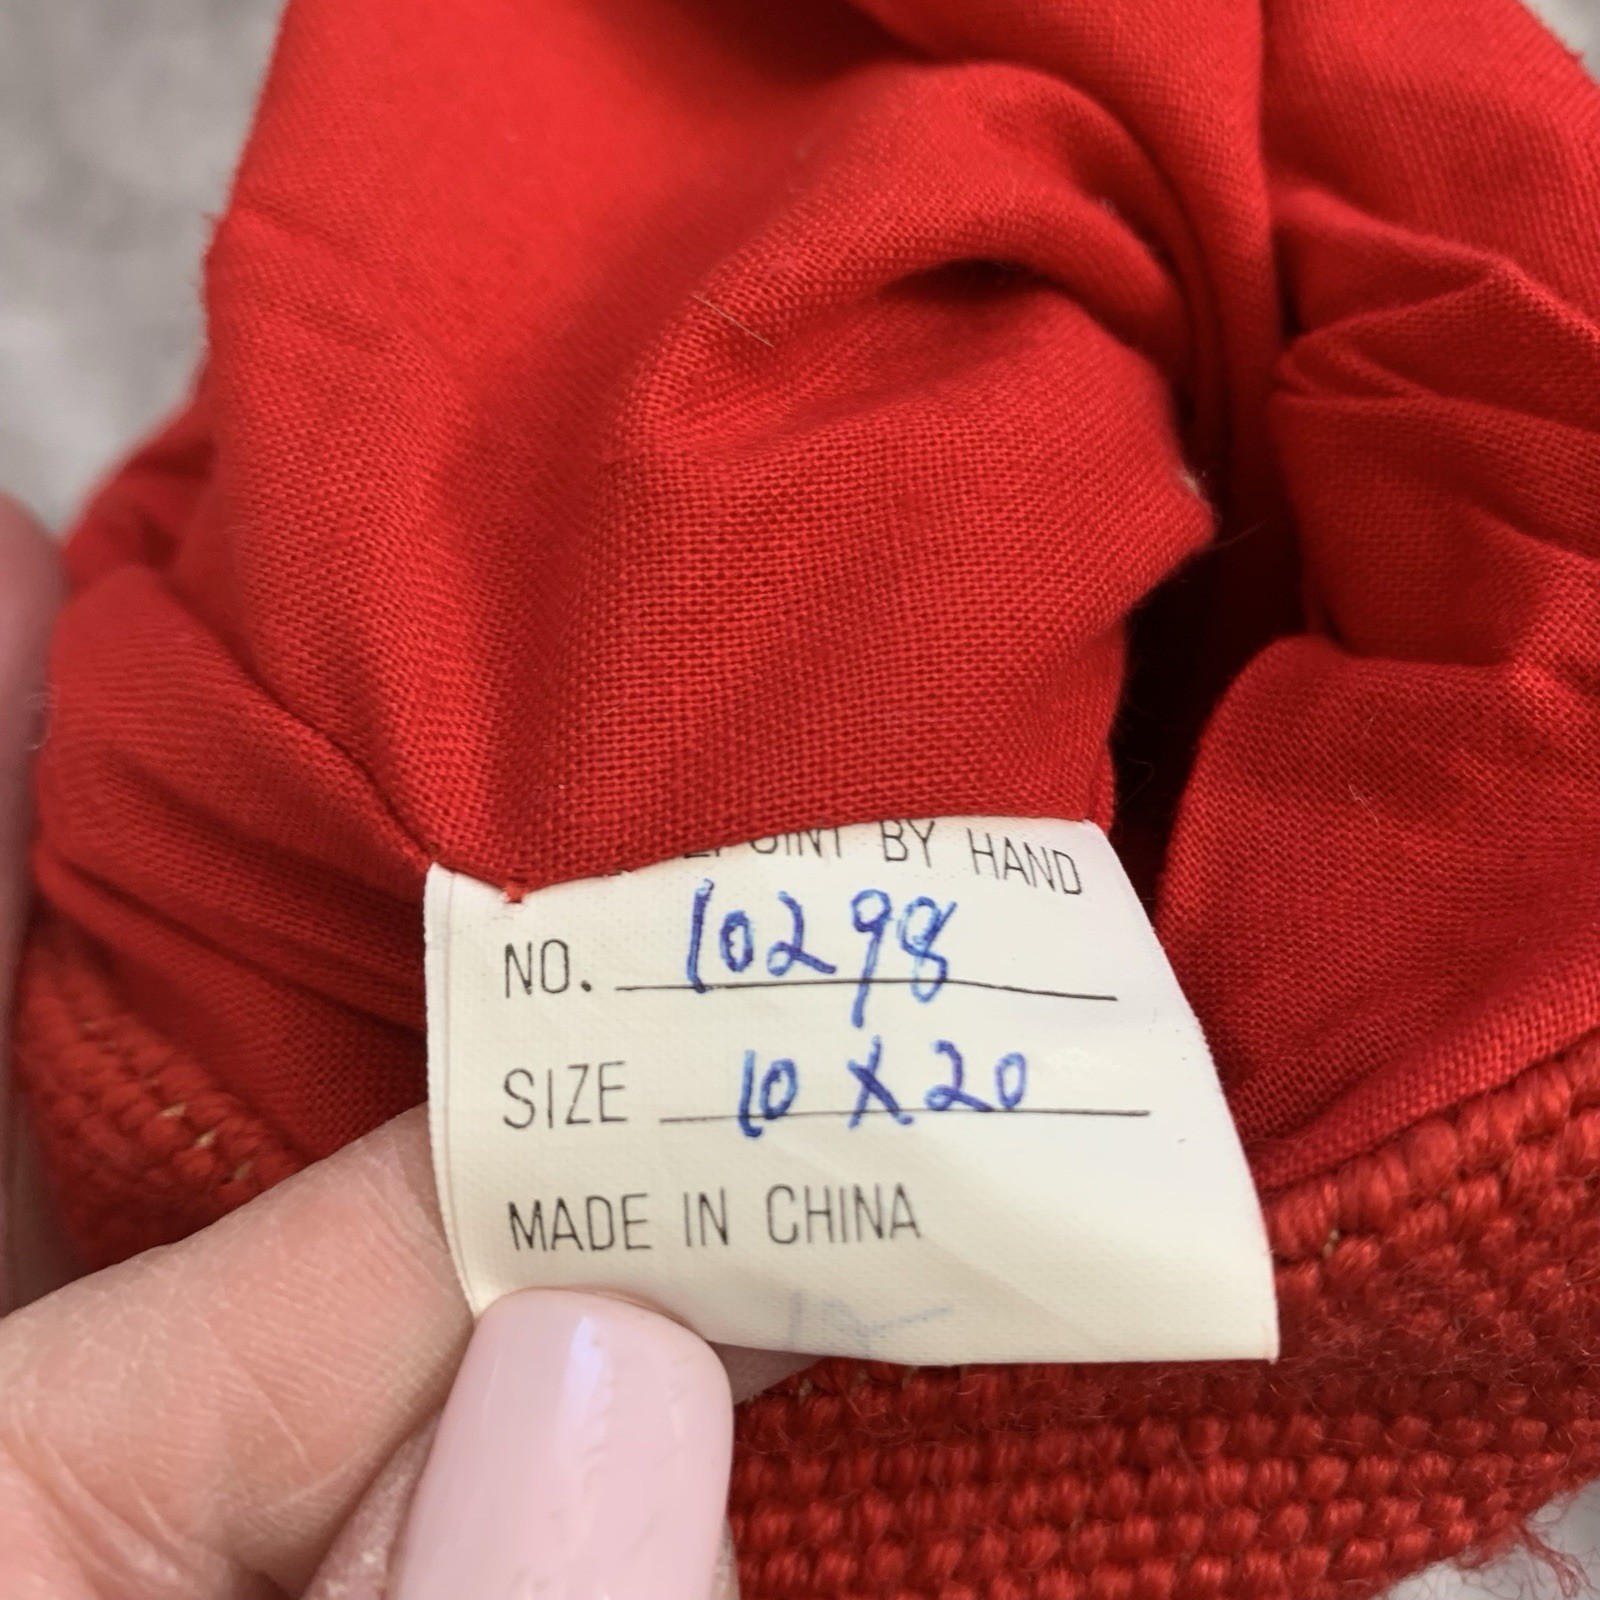 BY HAND
NO. 10298
SIZE 10 X 20
MADE IN CHINA